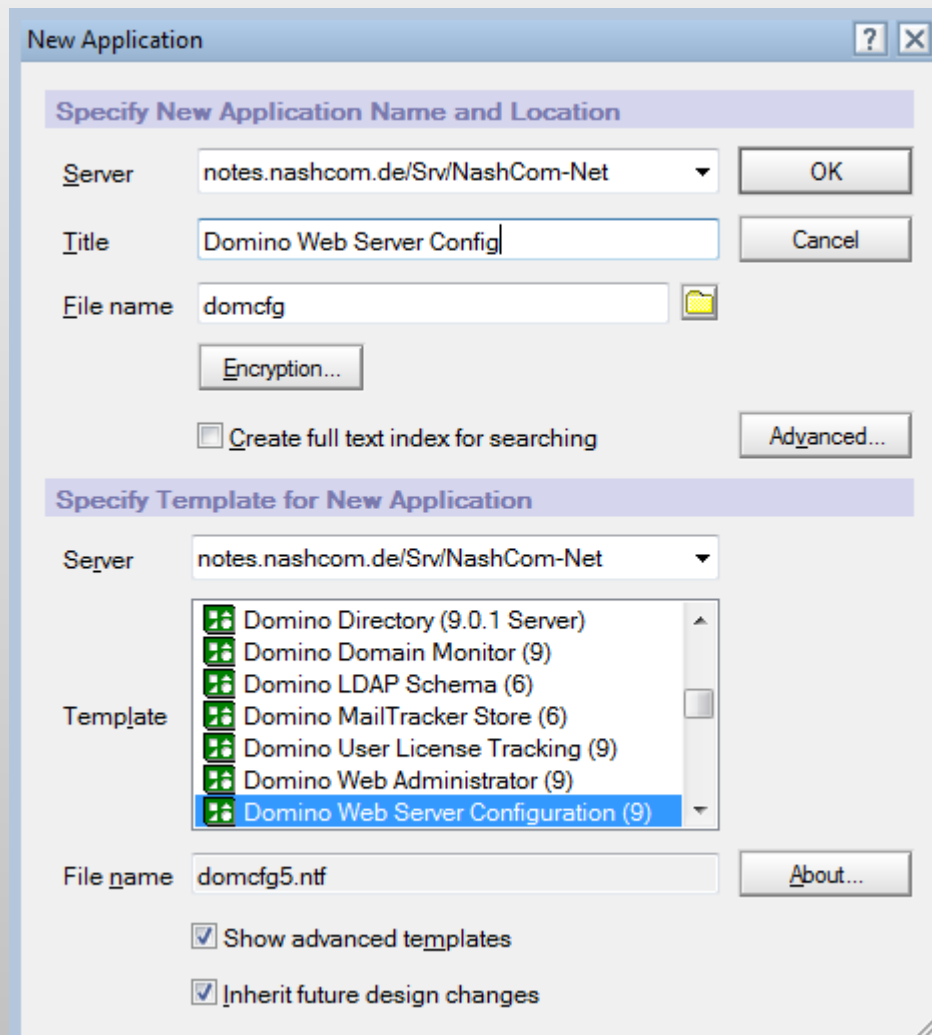 New Application
Specify New Application Name and Location
Server notes.nashcom.de/Srv/NashCom-Net OK
Title Domino Web Server Config Cancel
File name domcfg
Encryption...
Create full text index for searching Advanced...
Specify Template for New Application
Server notes.nashcom.de/Srv/NashCom-Net
Domino Directory (9.0.1 Server)
Domino Domain Monitor (9)
Domino LDAP Schema (6)
Template Domino MailTracker Store (6)
Domino User License Tracking (9)
Domino Web Administrator (9)
Domino Web Server Configuration (9)
File name domcfg5.ntf About...
Show advanced templates
Inherit future design changes